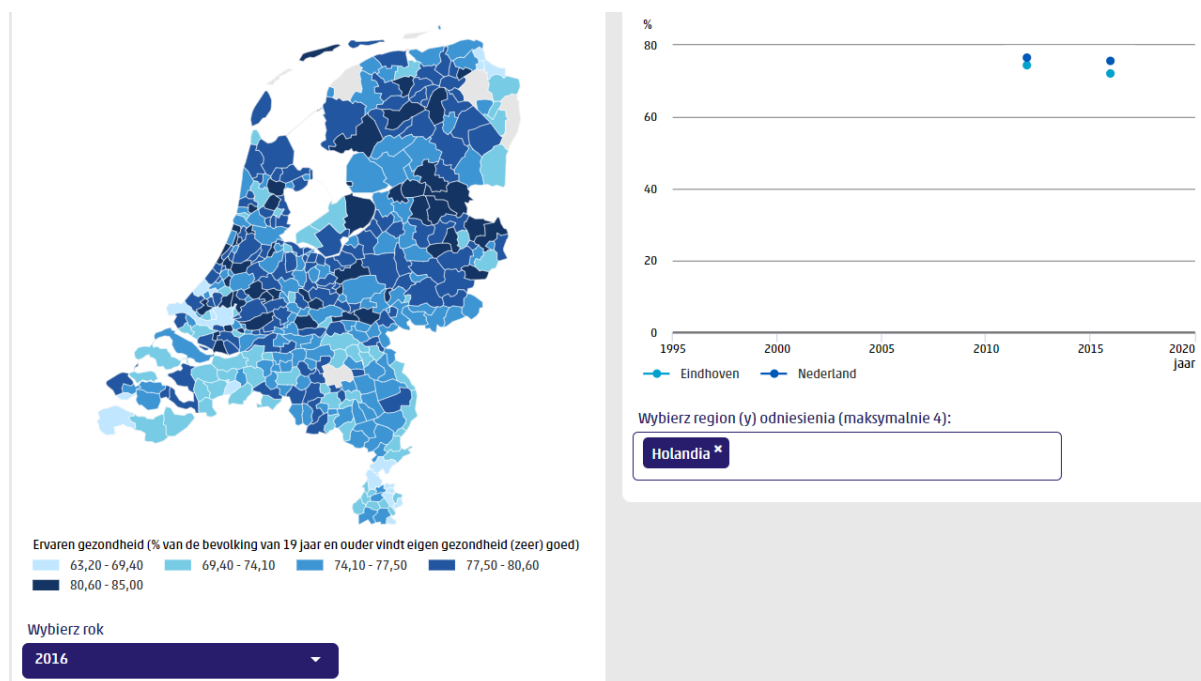 Ervaren gezondheid (% van de bevolking van 19 jaar en ouder vindt eigen gezondheid (zeer) goed)
63,20 - 69,40 69,40 - 74,10 74,10 - 77,50 77,50 - 80,60
80,60 - 85,00
Wybierz rok
2016
%
80
60
40
20
0
1995 2000 2005 2010 2015 2020
jaar
Eindhoven Nederland
Wybierz region (y) odniesienia (maksymalnie 4):
Holandia ×